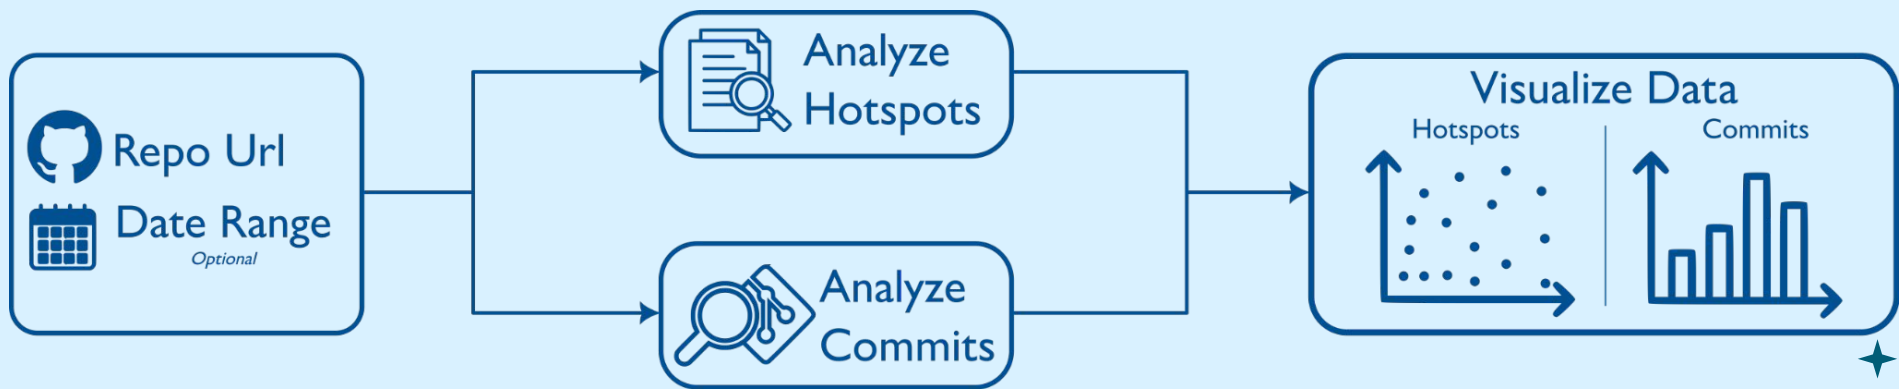 Repo Url
Date Range
Optional
Analyze
Hotspots
Analyze
Commits
Visualize Data
Hotspots
Commits